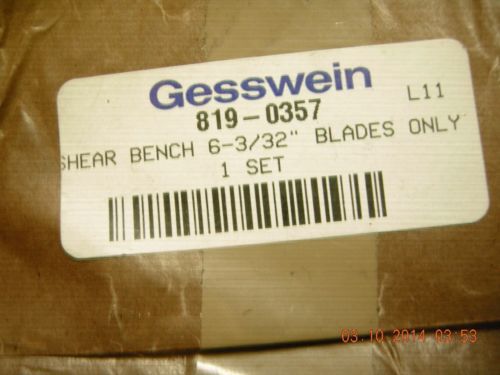 Gesswein
819-0357 L11
SHEAR BENCH 6-3/32" BLADES ONLY
1 SET
03.10.2014 03:53